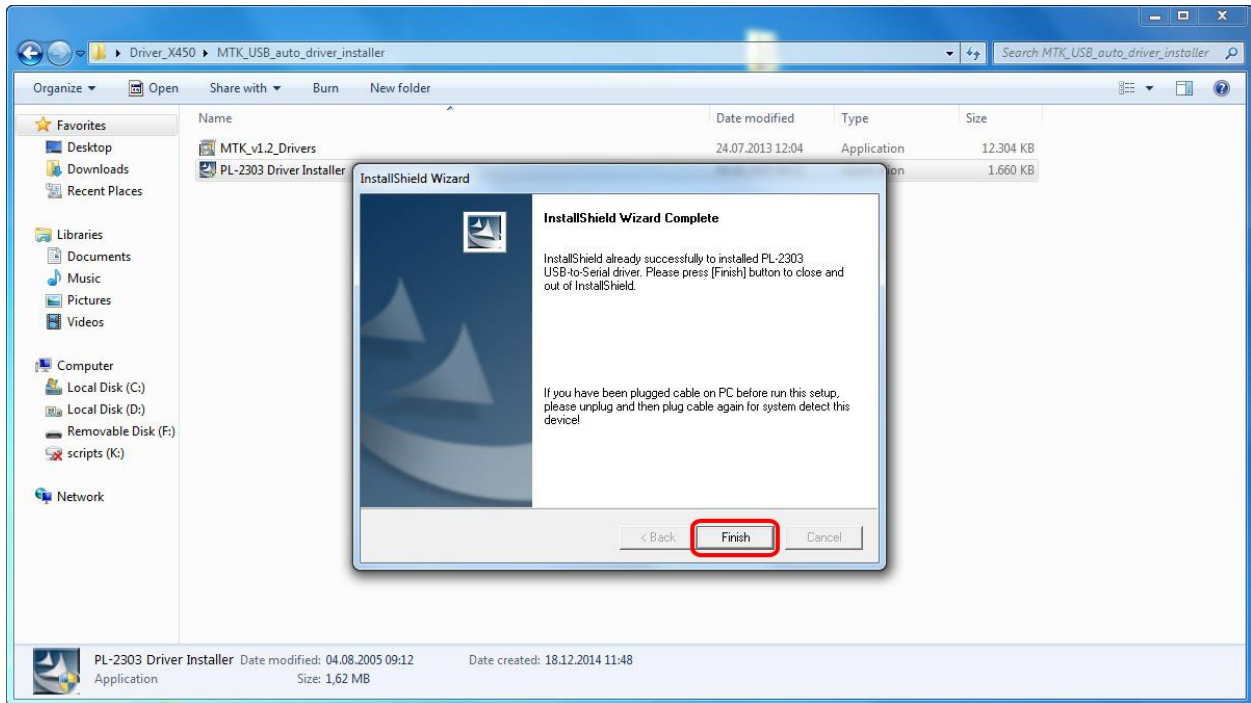 Driver_X450 ▸ MTK_USB_auto_driver_installer
Search MTK_USB_auto_driver_installer
Organize Open Share with Burn New folder
Favorites
Desktop
Downloads
Recent Places
Libraries
Documents
Music
Pictures
Videos
Computer
Local Disk (C:)
Local Disk (D:)
Removable Disk (F:)
scripts (K:)
Network
Name Date modified Type Size
MTK_v1.2_Drivers 24.07.2013 12:04 Application 12.304 KB
PL-2303 Driver Installer 1.660 KB
InstallShield Wizard
InstallShield Wizard Complete
InstallShield already successfully to installed PL-2303
USB-to-Serial driver. Please press [Finish] button to close and
out of InstallShield.
If you have been plugged cable on PC before run this setup,
please unplug and then plug cable again for system detect this
device!
< Back Finish Cancel
PL-2303 Driver Installer Date modified: 04.08.2005 09:12 Date created: 18.12.2014 11:48
Application Size: 1,62 MB